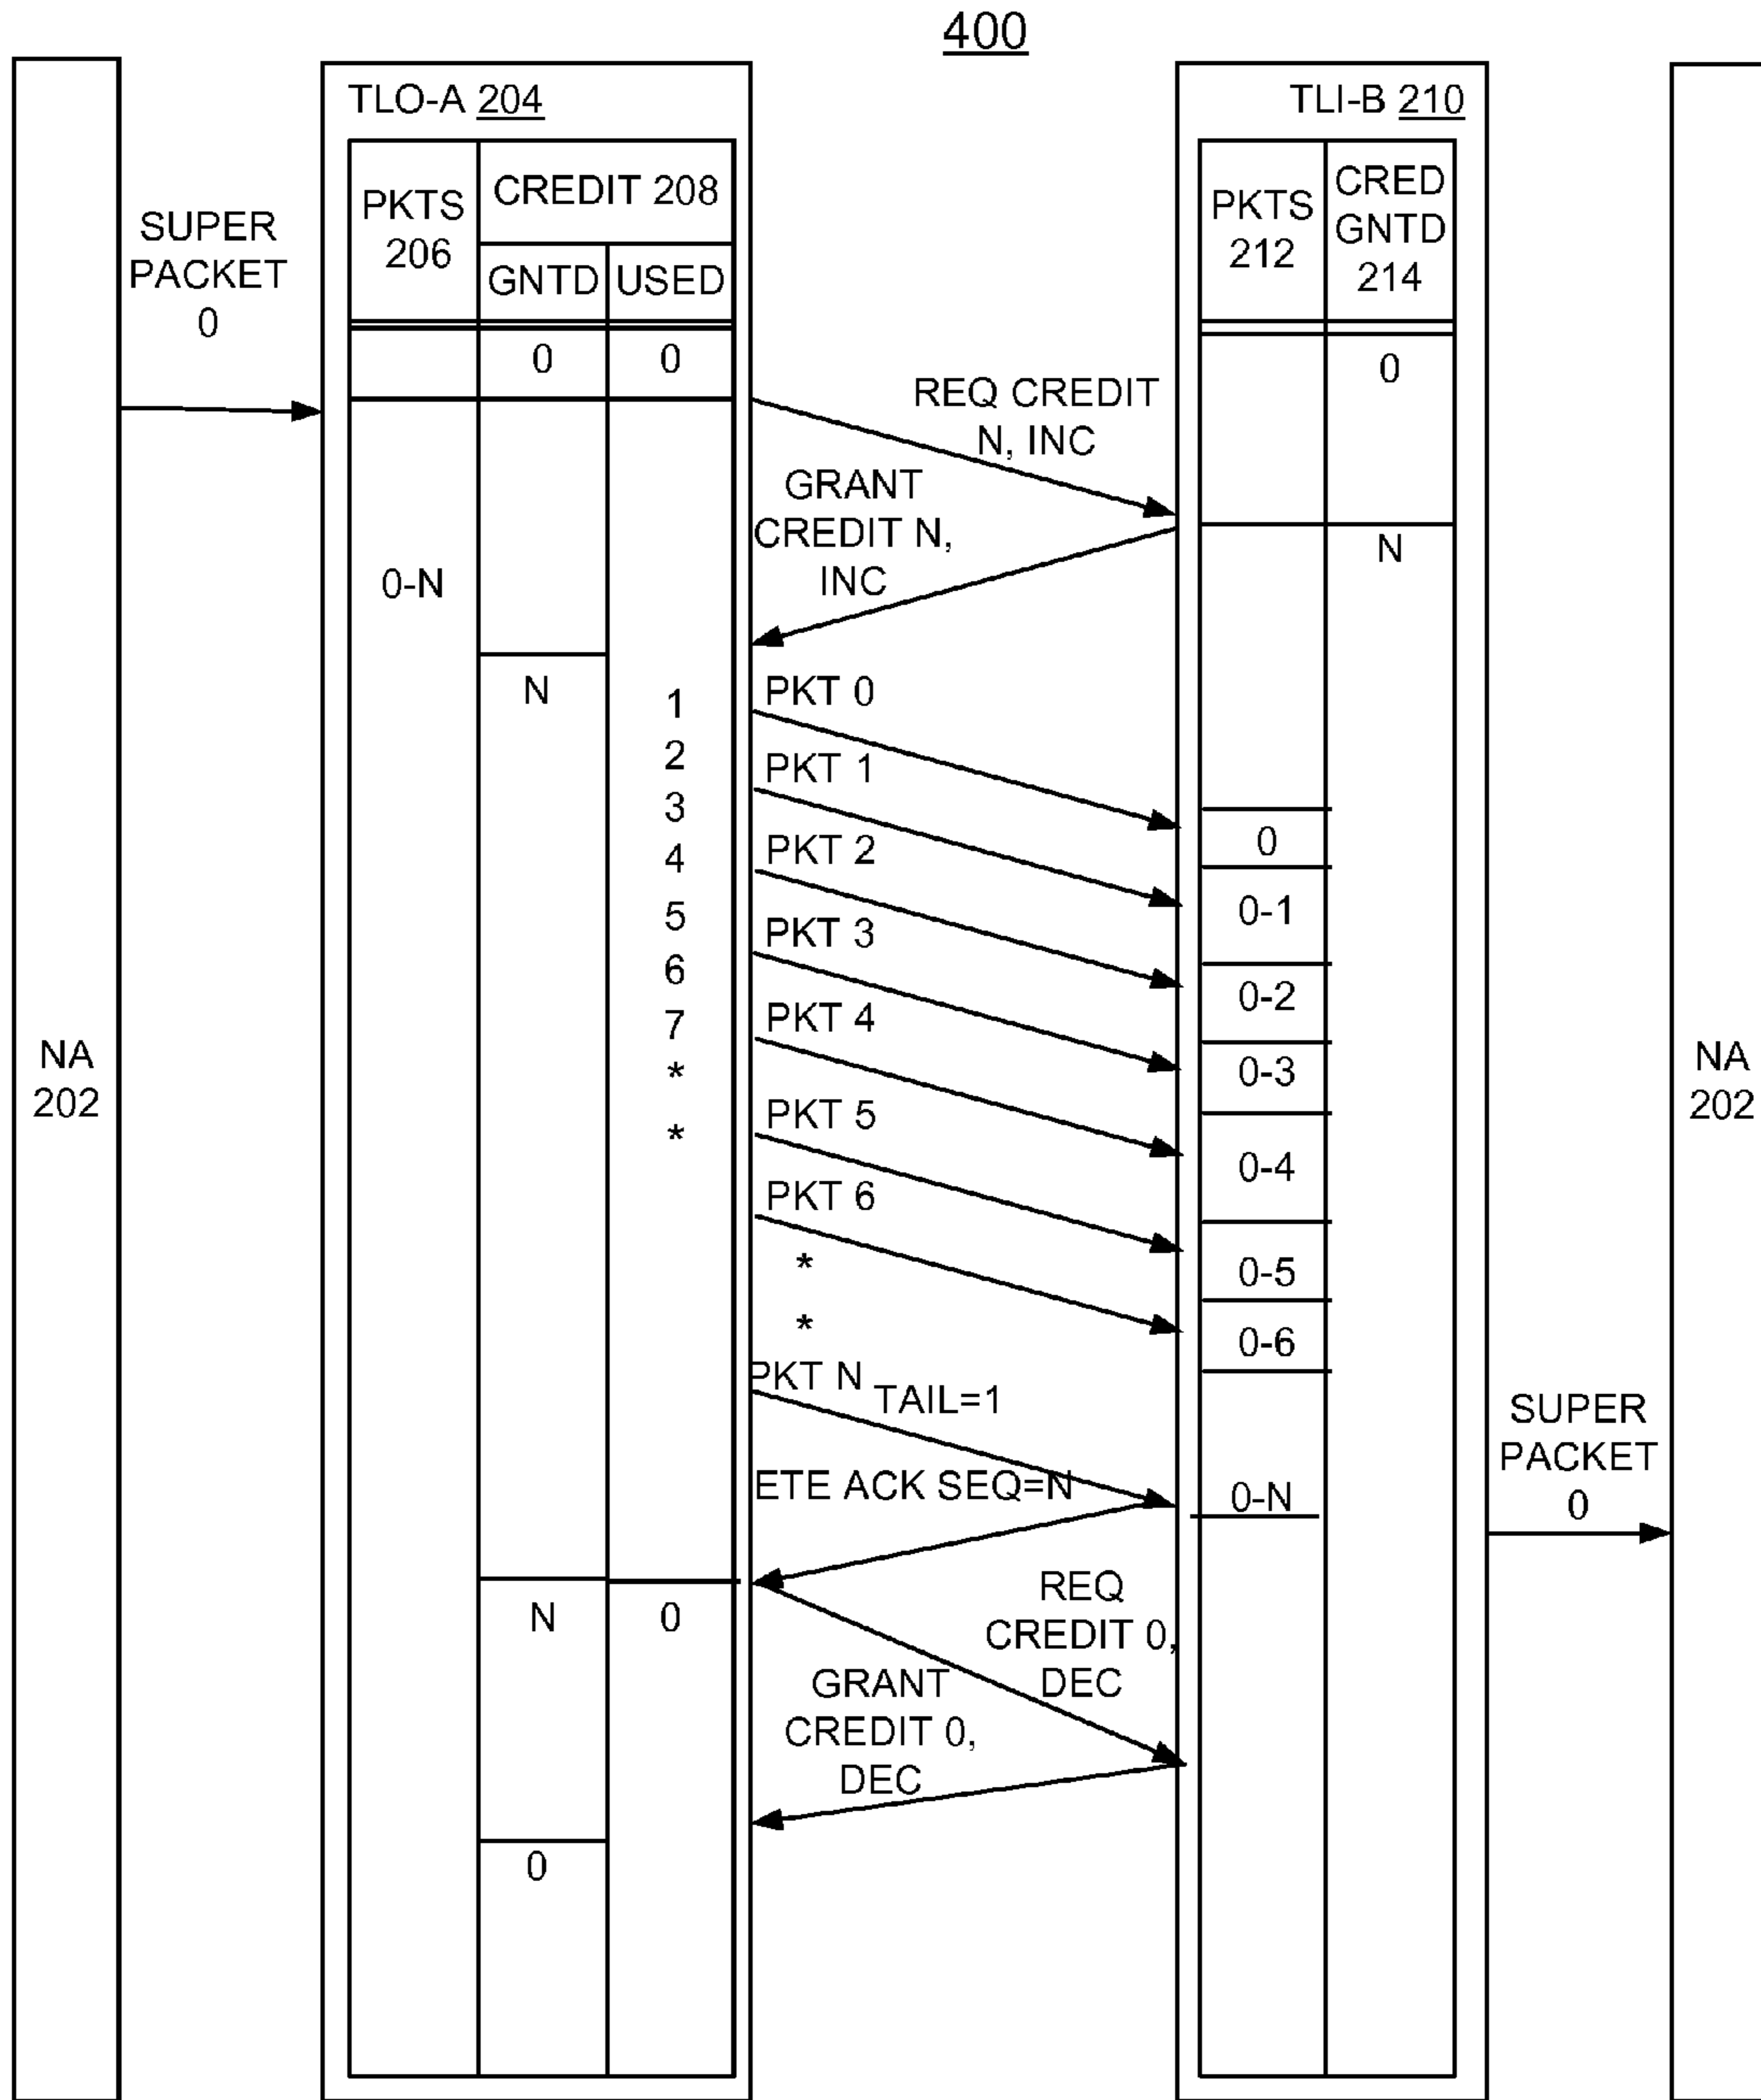 400
TLO-A 204
TLI-B 210
SUPER
PACKET
0
PKTS
206
CREDIT 208
GNTD
USED
PKTS
212
CRED
GNTD
214
0
0
0
REQ CREDIT
N, INC
GRANT
CREDIT N,
INC
N
0-N
N
1
2
3
4
5
6
7
*
*
PKT 0
PKT 1
PKT 2
PKT 3
PKT 4
PKT 5
PKT 6
*
*
0
0-1
0-2
0-3
0-4
0-5
0-6
NA
202
NA
202
PKT N
TAIL=1
ETE ACK SEQ=N
0-N
SUPER
PACKET
0
N
0
REQ
CREDIT 0,
DEC
GRANT
CREDIT 0,
DEC
0